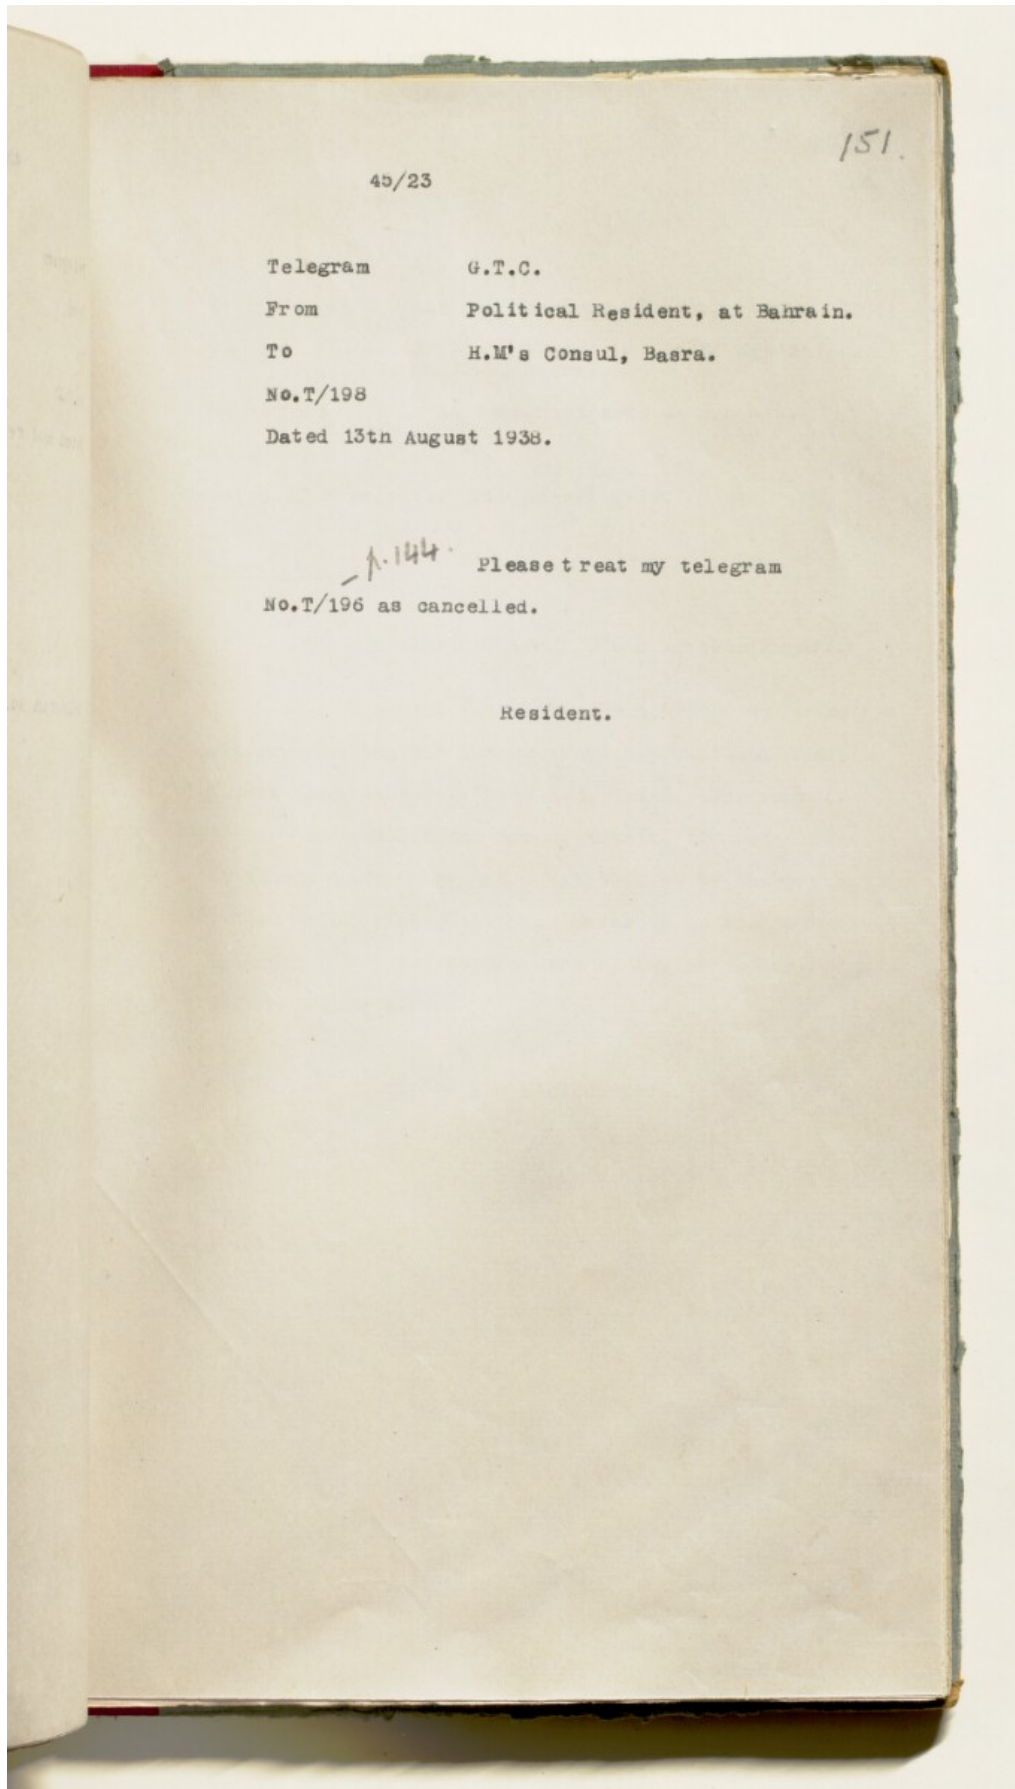 151.
45/23
Telegram G.T.C.
From Political Resident, at Bahrain.
To H.M's Consul, Basra.
No.T/198
Dated 13th August 1938.
p.144. Please treat my telegram
No.T/196 as cancelled.
Resident.